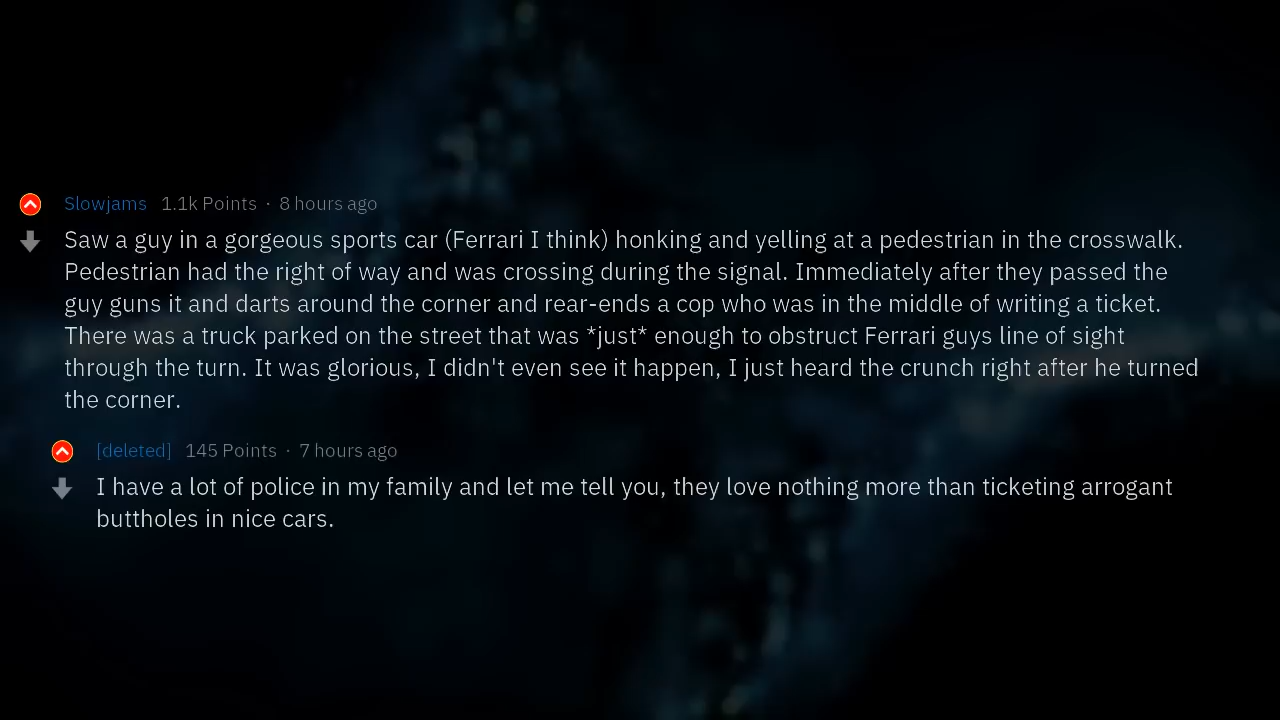 Slowjams 1.1k Points · 8 hours ago
Saw a guy in a gorgeous sports car (Ferrari I think) honking and yelling at a pedestrian in the crosswalk.
Pedestrian had the right of way and was crossing during the signal. Immediately after they passed the
guy guns it and darts around the corner and rear-ends a cop who was in the middle of writing a ticket.
There was a truck parked on the street that was *just* enough to obstruct Ferrari guys line of sight
through the turn. It was glorious, I didn't even see it happen, I just heard the crunch right after he turned
the corner.
[deleted] 145 Points · 7 hours ago
I have a lot of police in my family and let me tell you, they love nothing more than ticketing arrogant
buttholes in nice cars.